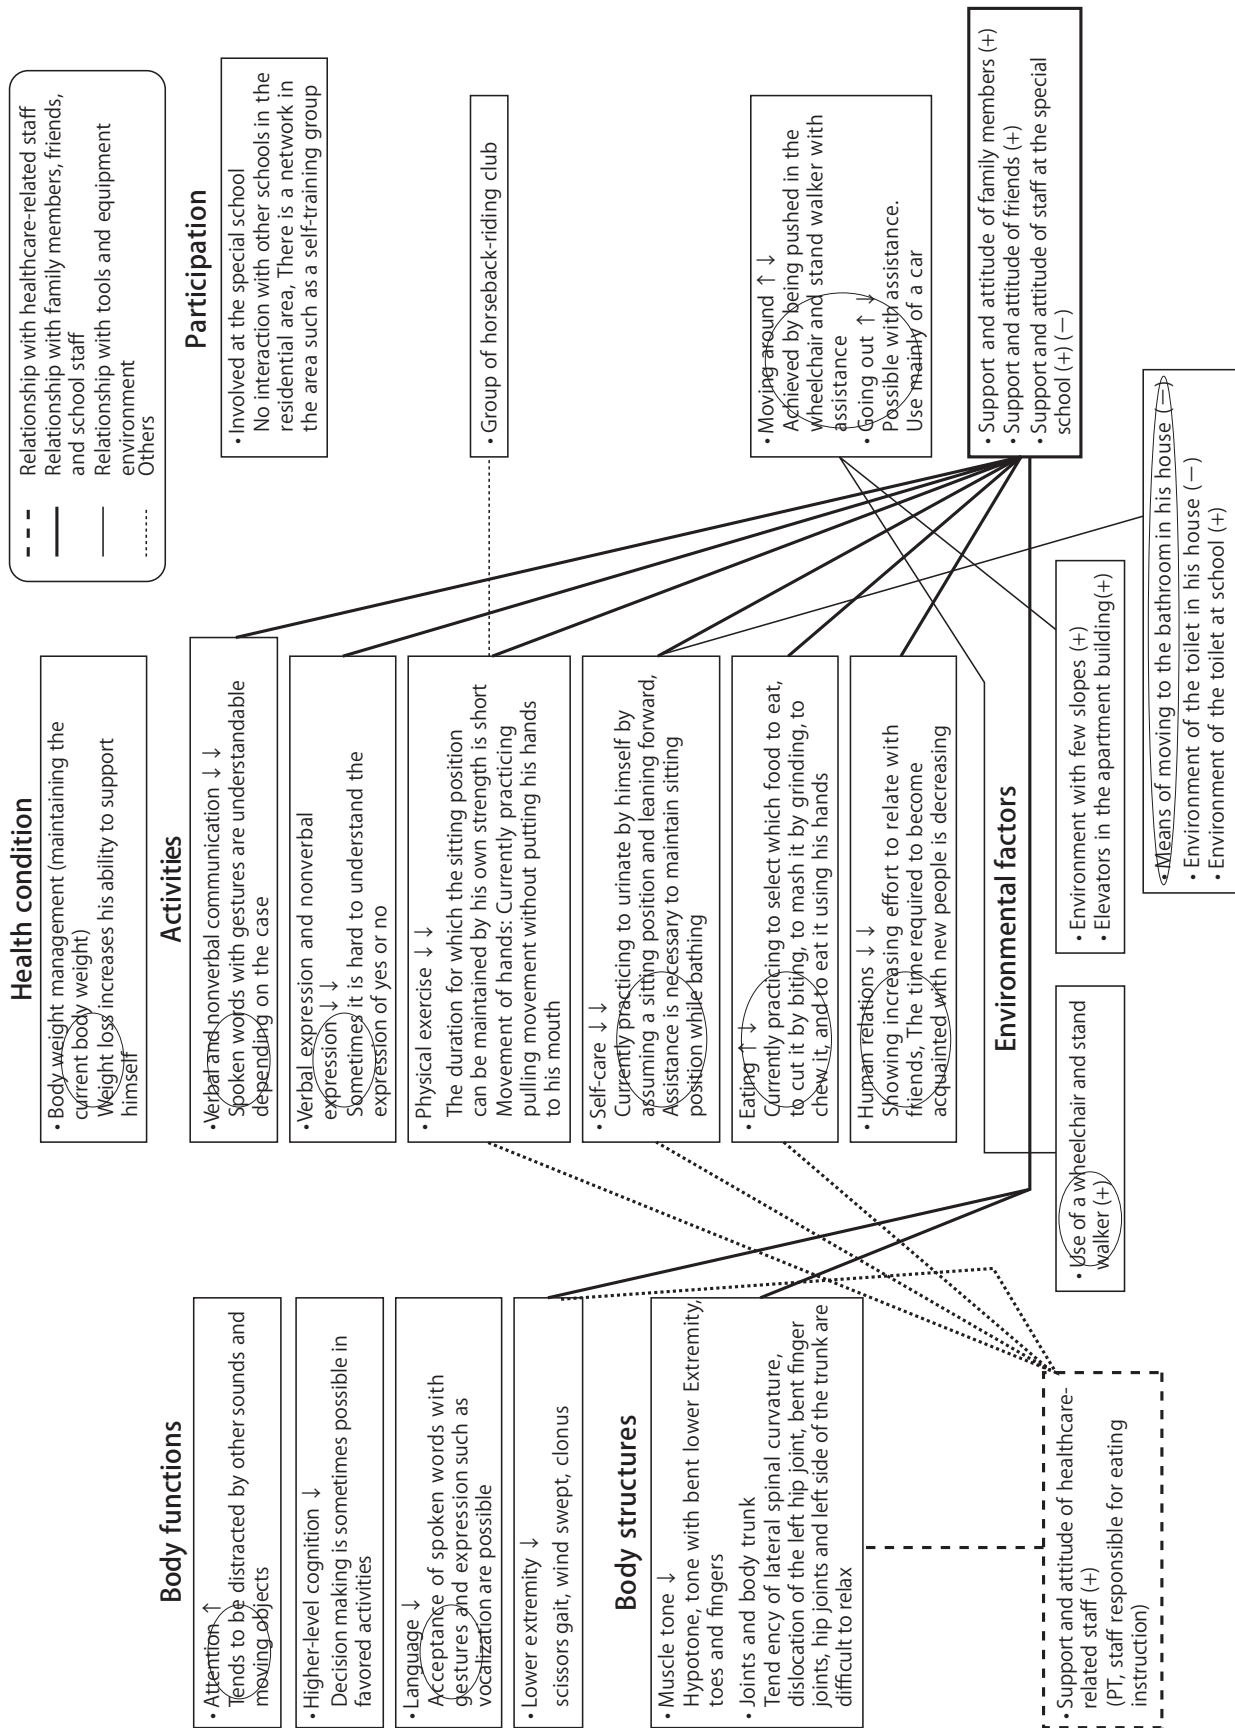 Health condition
• Body weight management (maintaining the
current body weight)
Weight loss increases his ability to support
himself
- - - Relationship with healthcare-related staff
Relationship with family members, friends,
and school staff
Relationship with tools and equipment
environment
Others
Body functions
• Attention ↑
Tends to be distracted by other sounds and
moving objects
• Higher-level cognition ↓
Decision making is sometimes possible in
favored activities
• Language ↓
Acceptance of spoken words with
gestures and expression such as
vocalization are possible
• Lower extremity ↓
scissors gait, wind swept, clonus
Body structures
• Muscle tone ↓
Hypotone, tone with bent lower Extremity,
toes and fingers
• Joints and body trunk
Tend ency of lateral spinal curvature,
dislocation of the left hip joint, bent finger
joints, hip joints and left side of the trunk are
difficult to relax
Activities
• Verbal and nonverbal communication ↓ ↓
Spoken words with gestures are understandable
depending on the case
• Verbal expression and nonverbal
expression ↓ ↓
Sometimes it is hard to understand the
expression of yes or no
• Physical exercise ↓ ↓
The duration for which the sitting position
can be maintained by his own strength is short
Movement of hands: Currently practicing
pulling movement without putting his hands
to his mouth
• Self-care ↓ ↓
Currently practicing to urinate by himself by
assuming a sitting position and leaning forward,
Assistance is necessary to maintain sitting
position while bathing
• Eating ↑ ↓
Currently practicing to select which food to eat,
to cut it by biting, to mash it by grinding, to
chew it, and to eat it using his hands
• Human relations ↓ ↓
Showing increasing effort to relate with
friends, The time required to become
acquainted with new people is decreasing
Participation
• Involved at the special school
No interaction with other schools in the
residential area, There is a network in
the area such as a self-training group
• Group of horseback-riding club
• Moving around ↑ ↓
Achieved by being pushed in the
wheelchair and stand walker with
assistance
• Going out ↑ ↓
Possible with assistance.
Use mainly of a car
Environmental factors
• Support and attitude of healthcare-
related staff (+)
(PT, staff responsible for eating
instruction)
• Use of a wheelchair and stand
walker (+)
• Environment with few slopes (+)
• Elevators in the apartment building(+)
• Support and attitude of family members (+)
• Support and attitude of friends (+)
• Support and attitude of staff at the special
school (+) (−)
• Means of moving to the bathroom in his house (−)
• Environment of the toilet in his house (−)
• Environment of the toilet at school (+)